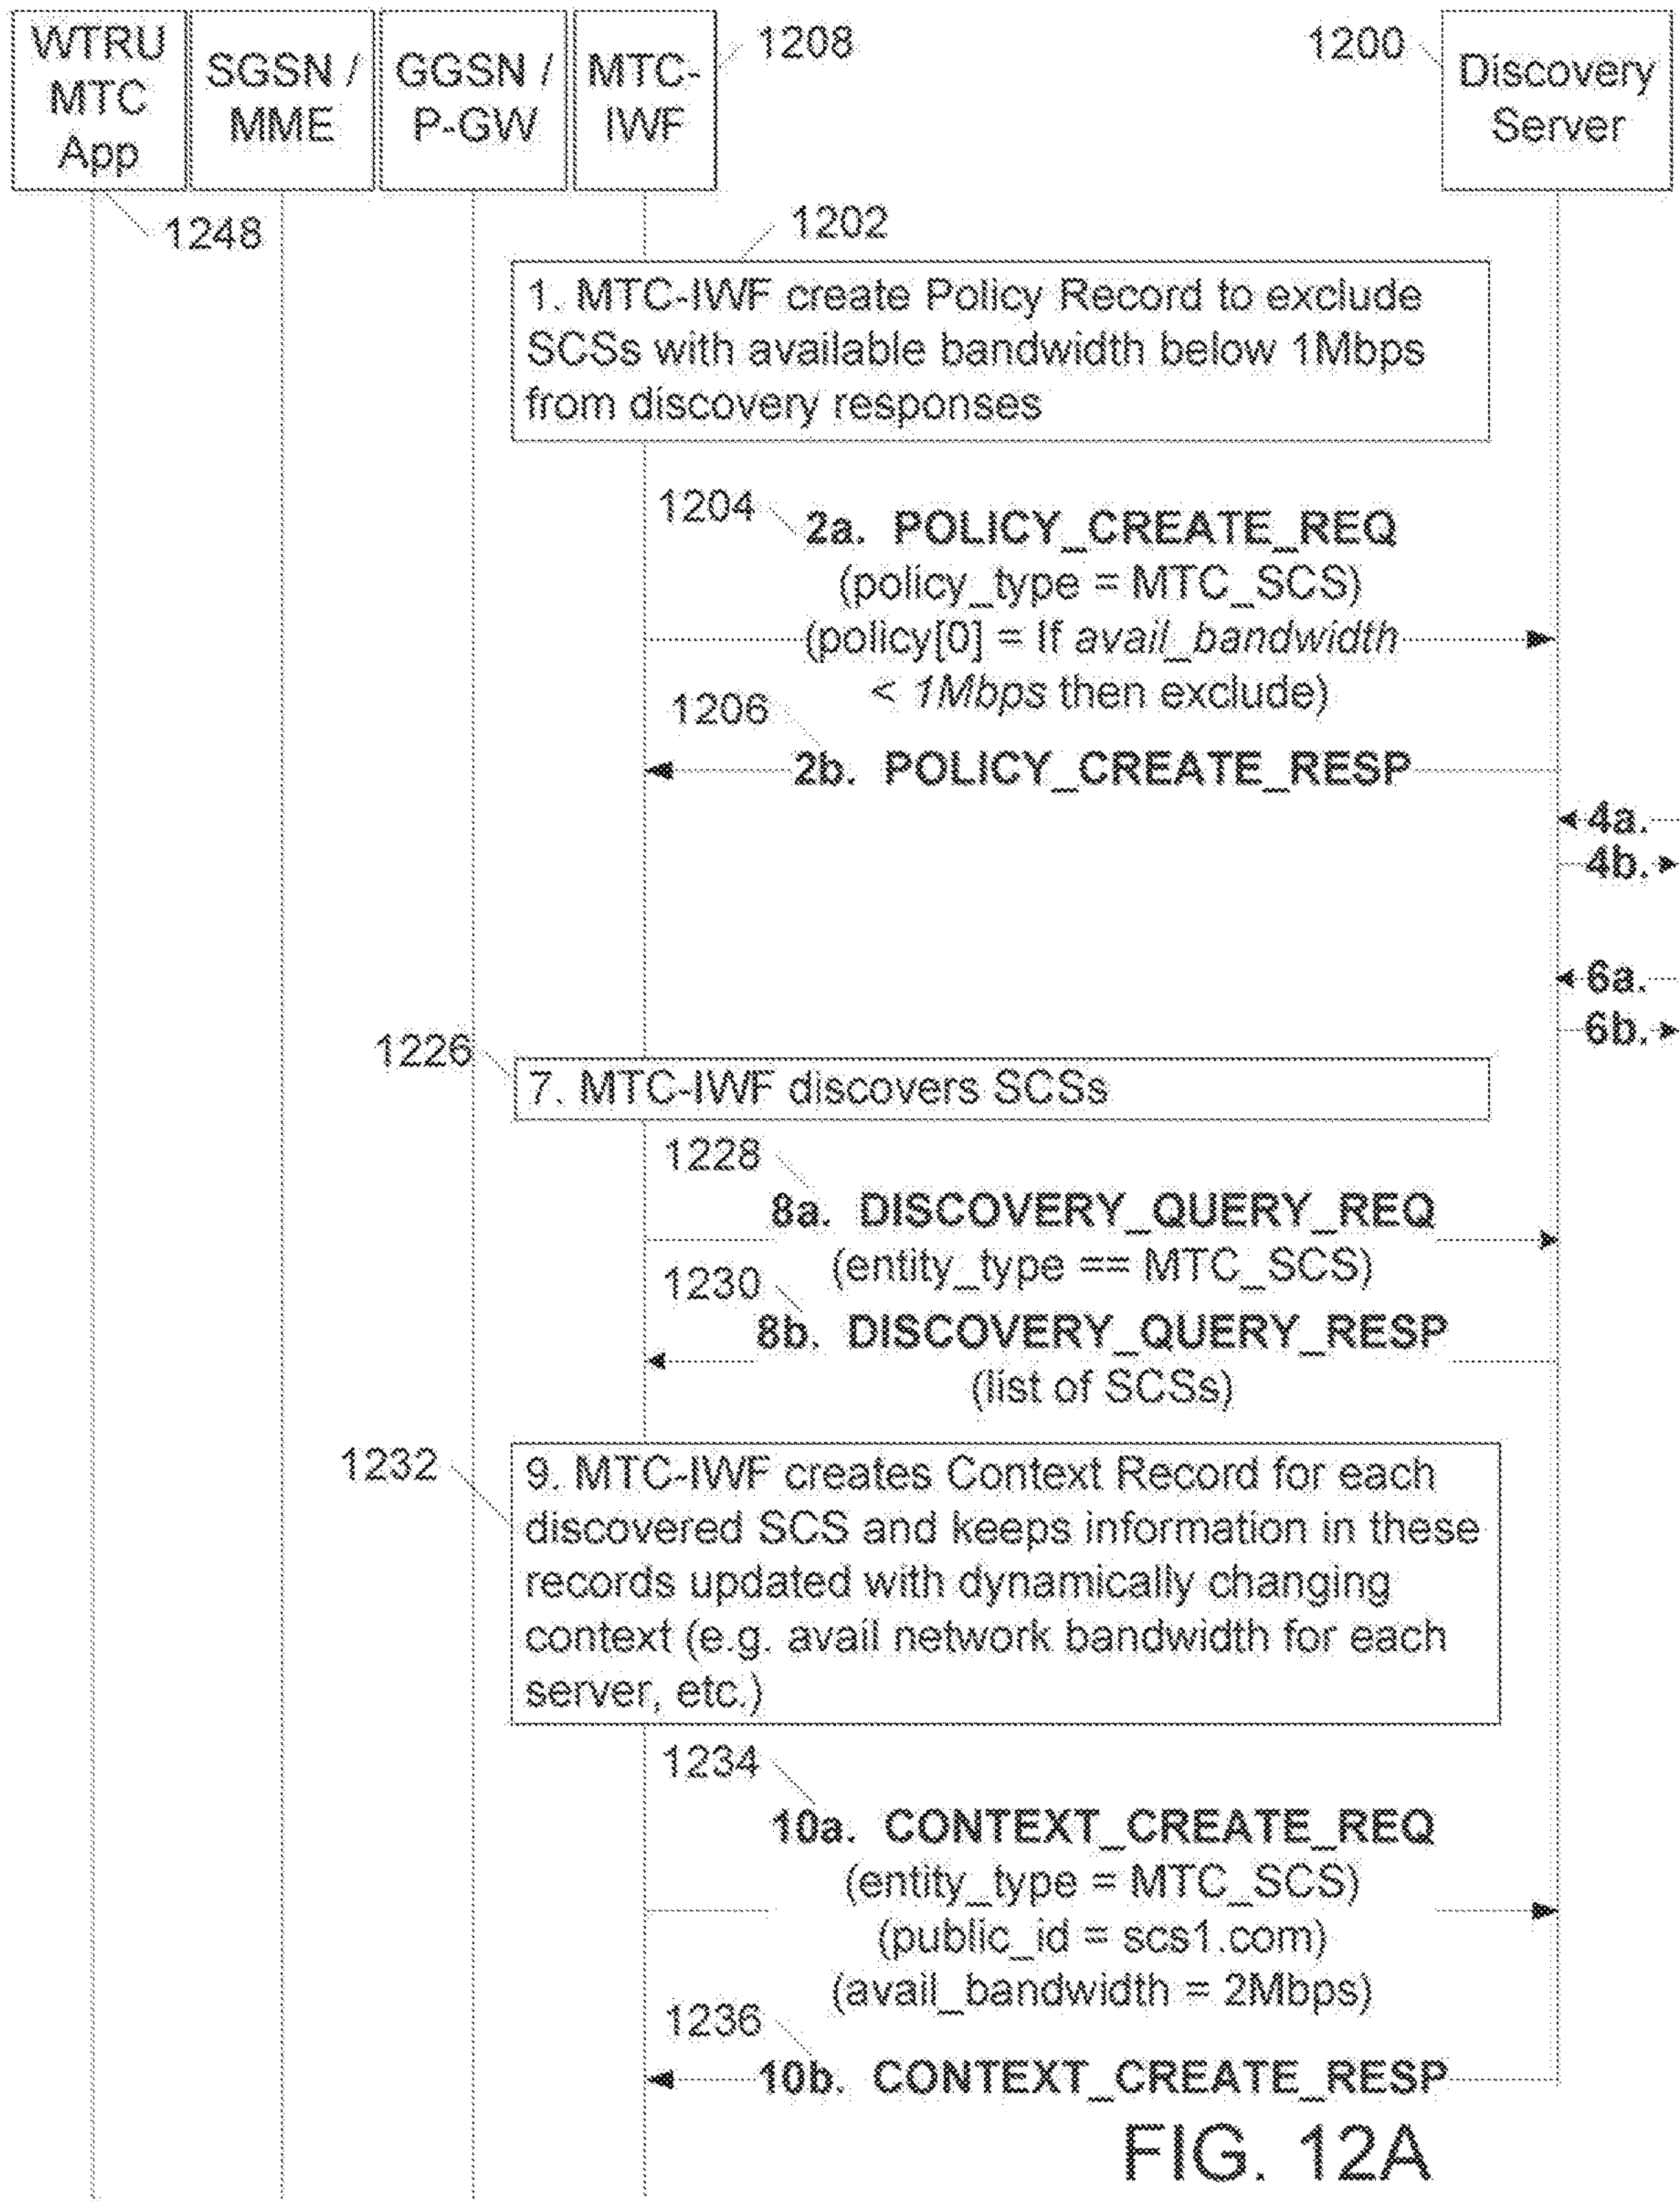 WTRU
MTC
App
SGSN /
MME
GGSN /
P-GW
MTC-
IWF
1208
1200
Discovery
Server
1248
1202
1. MTC-IWF create Policy Record to exclude
SCSs with available bandwidth below 1Mbps
from discovery responses
1204
2a. POLICY_CREATE_REQ
(policy_type = MTC_SCS)
(policy[0] = If avail_bandwidth
< 1Mbps then exclude)
1206
2b. POLICY_CREATE_RESP
4a.
4b.
6a.
6b.
1226
7. MTC-IWF discovers SCSs
1228
8a. DISCOVERY_QUERY_REQ
(entity_type == MTC_SCS)
1230
8b. DISCOVERY_QUERY_RESP
(list of SCSs)
1232
9. MTC-IWF creates Context Record for each
discovered SCS and keeps information in these
records updated with dynamically changing
context (e.g. avail network bandwidth for each
server, etc.)
1234
10a. CONTEXT_CREATE_REQ
(entity_type = MTC_SCS)
(public_id = scs1.com)
(avail_bandwidth = 2Mbps)
1236
10b. CONTEXT_CREATE_RESP
FIG. 12A